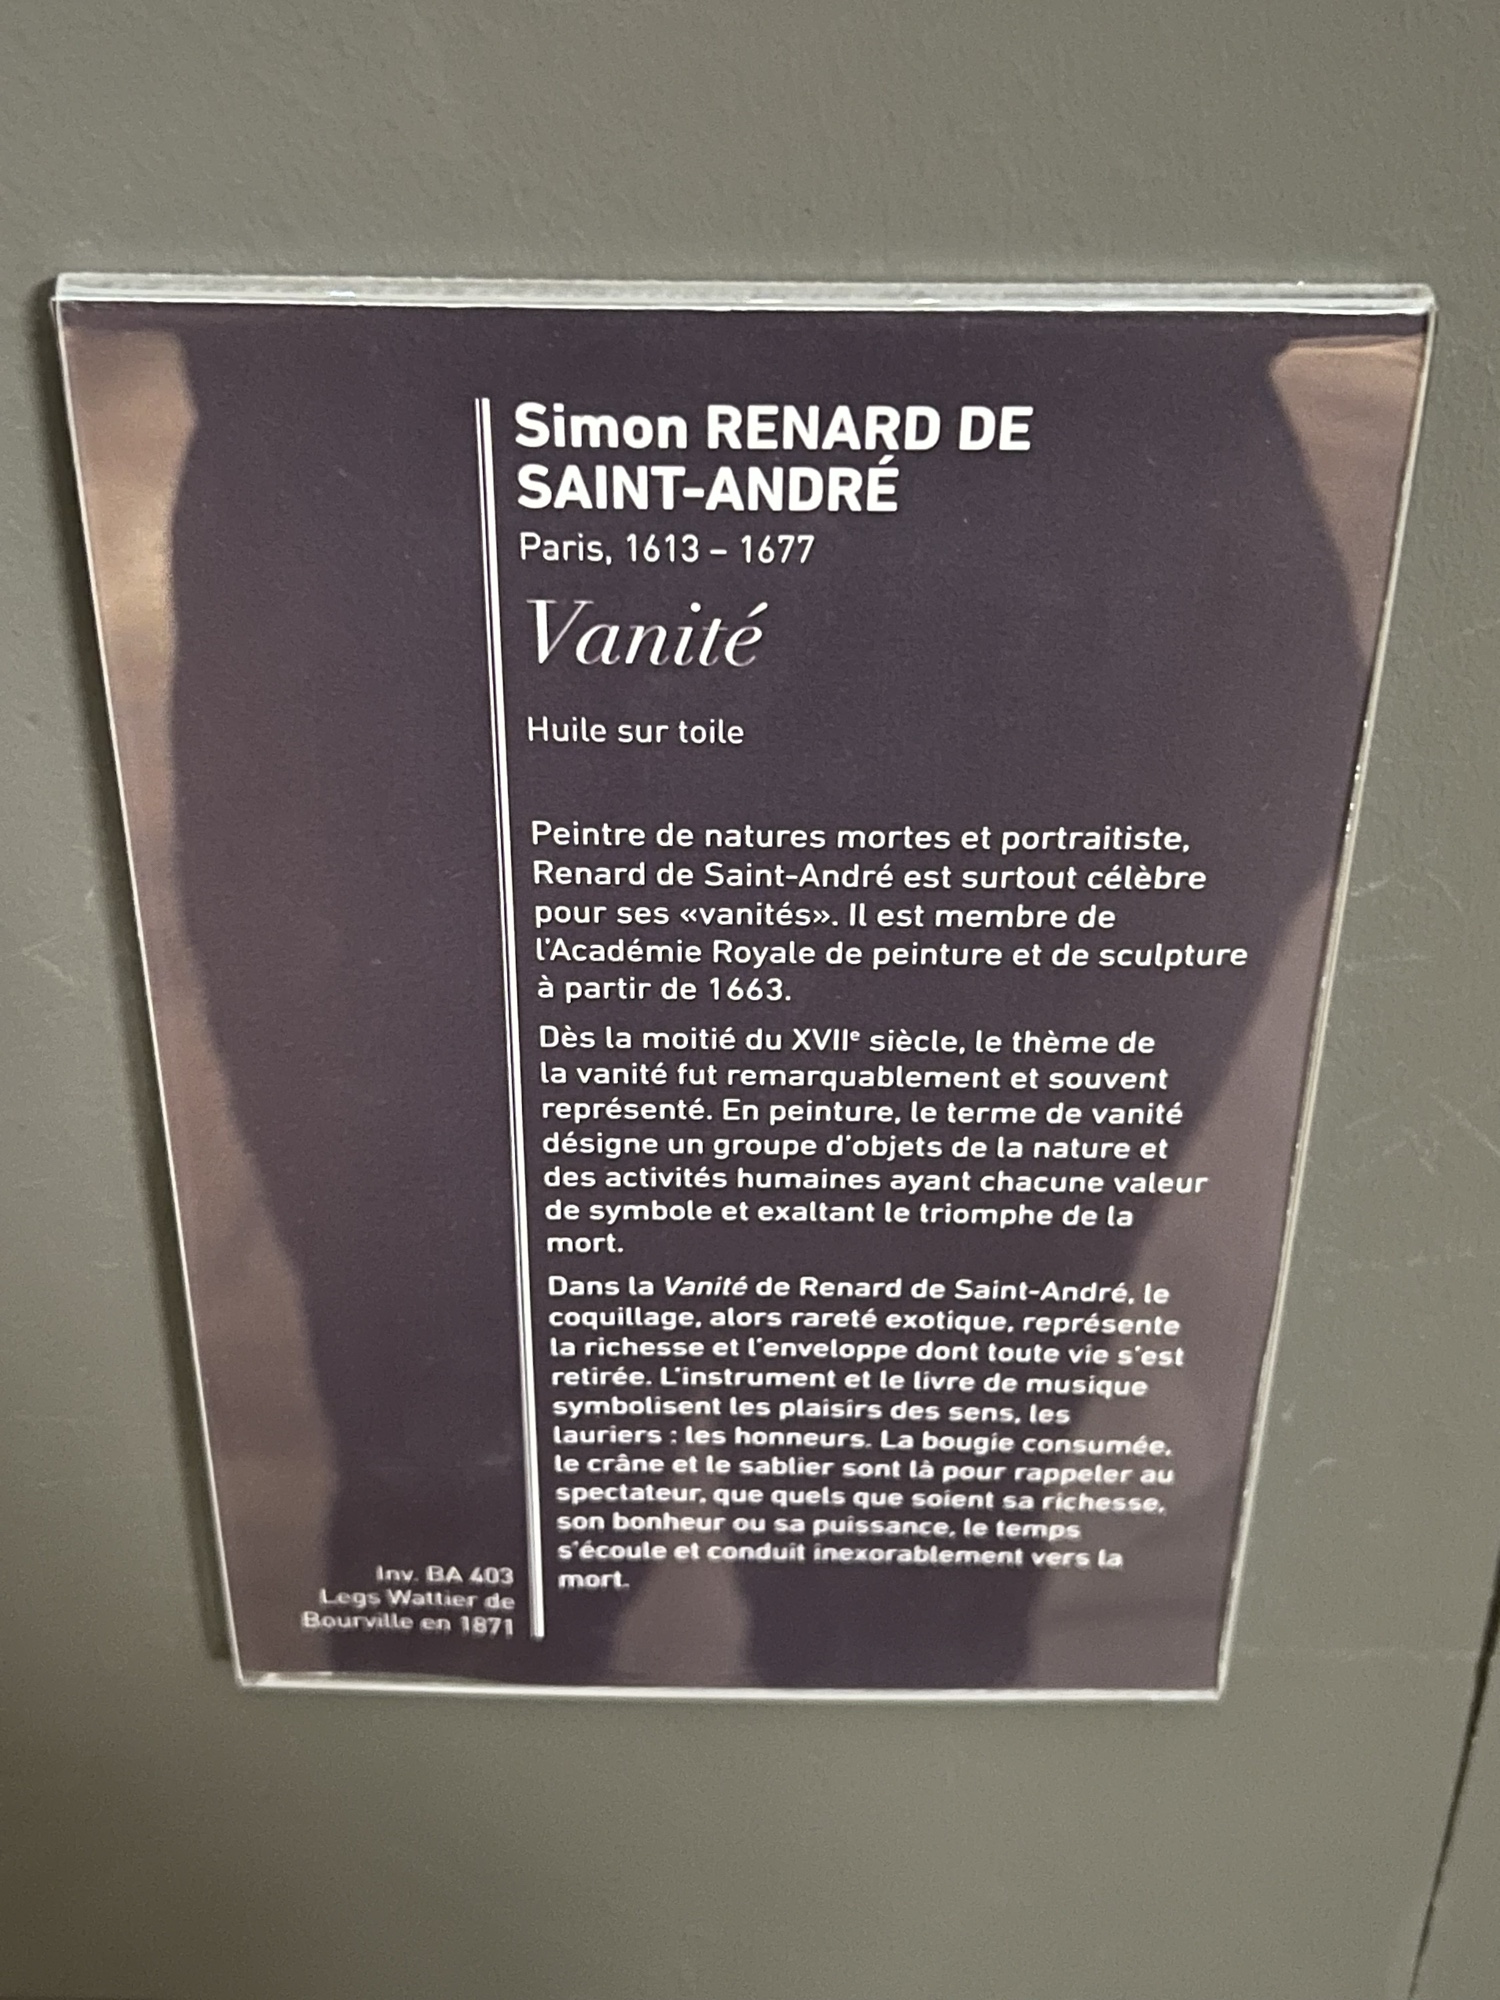 Simon RENARD DE
SAINT-ANDRÉ
Paris, 1613 – 1677
Vanité
Huile sur toile
Peintre de natures mortes et portraitiste,
Renard de Saint-André est surtout célèbre
pour ses «vanités». Il est membre de
l'Académie Royale de peinture et de sculpture
à partir de 1663.
Dès la moitié du XVIIe siècle, le thème de
la vanité fut remarquablement et souvent
représenté. En peinture, le terme de vanité
désigne un groupe d'objets de la nature et
des activités humaines ayant chacune valeur
de symbole et exaltant le triomphe de la
mort.
Dans la Vanité de Renard de Saint-André, le
coquillage, alors rareté exotique, représente
la richesse et l'enveloppe dont toute vie s'est
retirée. L'instrument et le livre de musique
symbolisent les plaisirs des sens, les
lauriers : les honneurs. La bougie consumée,
le crâne et le sablier sont là pour rappeler au
spectateur, que quels que soient sa richesse,
son bonheur ou sa puissance, le temps
s'écoule et conduit inexorablement vers la
mort.
Inv. BA 403
Legs Wattier de
Bourville en 1871